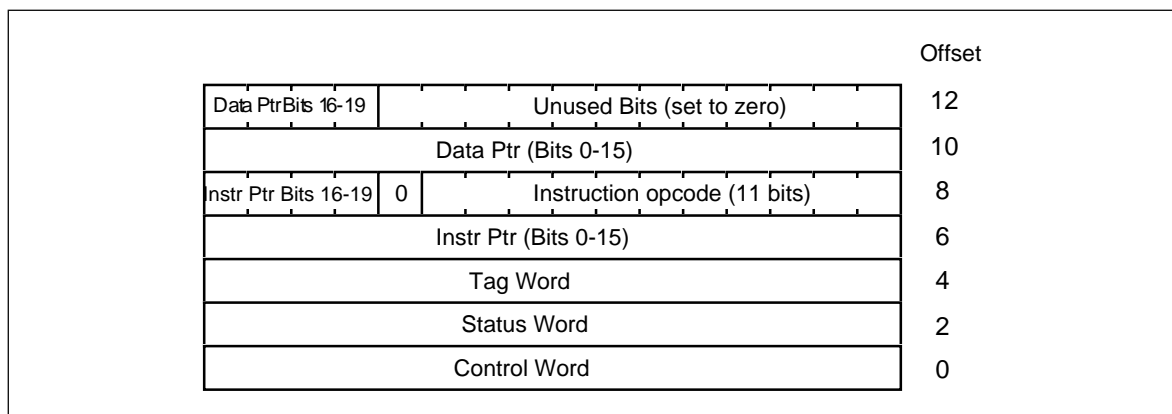 Offset
Data PtrBits 16-19 Unused Bits (set to zero) 12
Data Ptr (Bits 0-15) 10
Instr Ptr Bits 16-19 0 Instruction opcode (11 bits) 8
Instr Ptr (Bits 0-15) 6
Tag Word 4
Status Word 2
Control Word 0